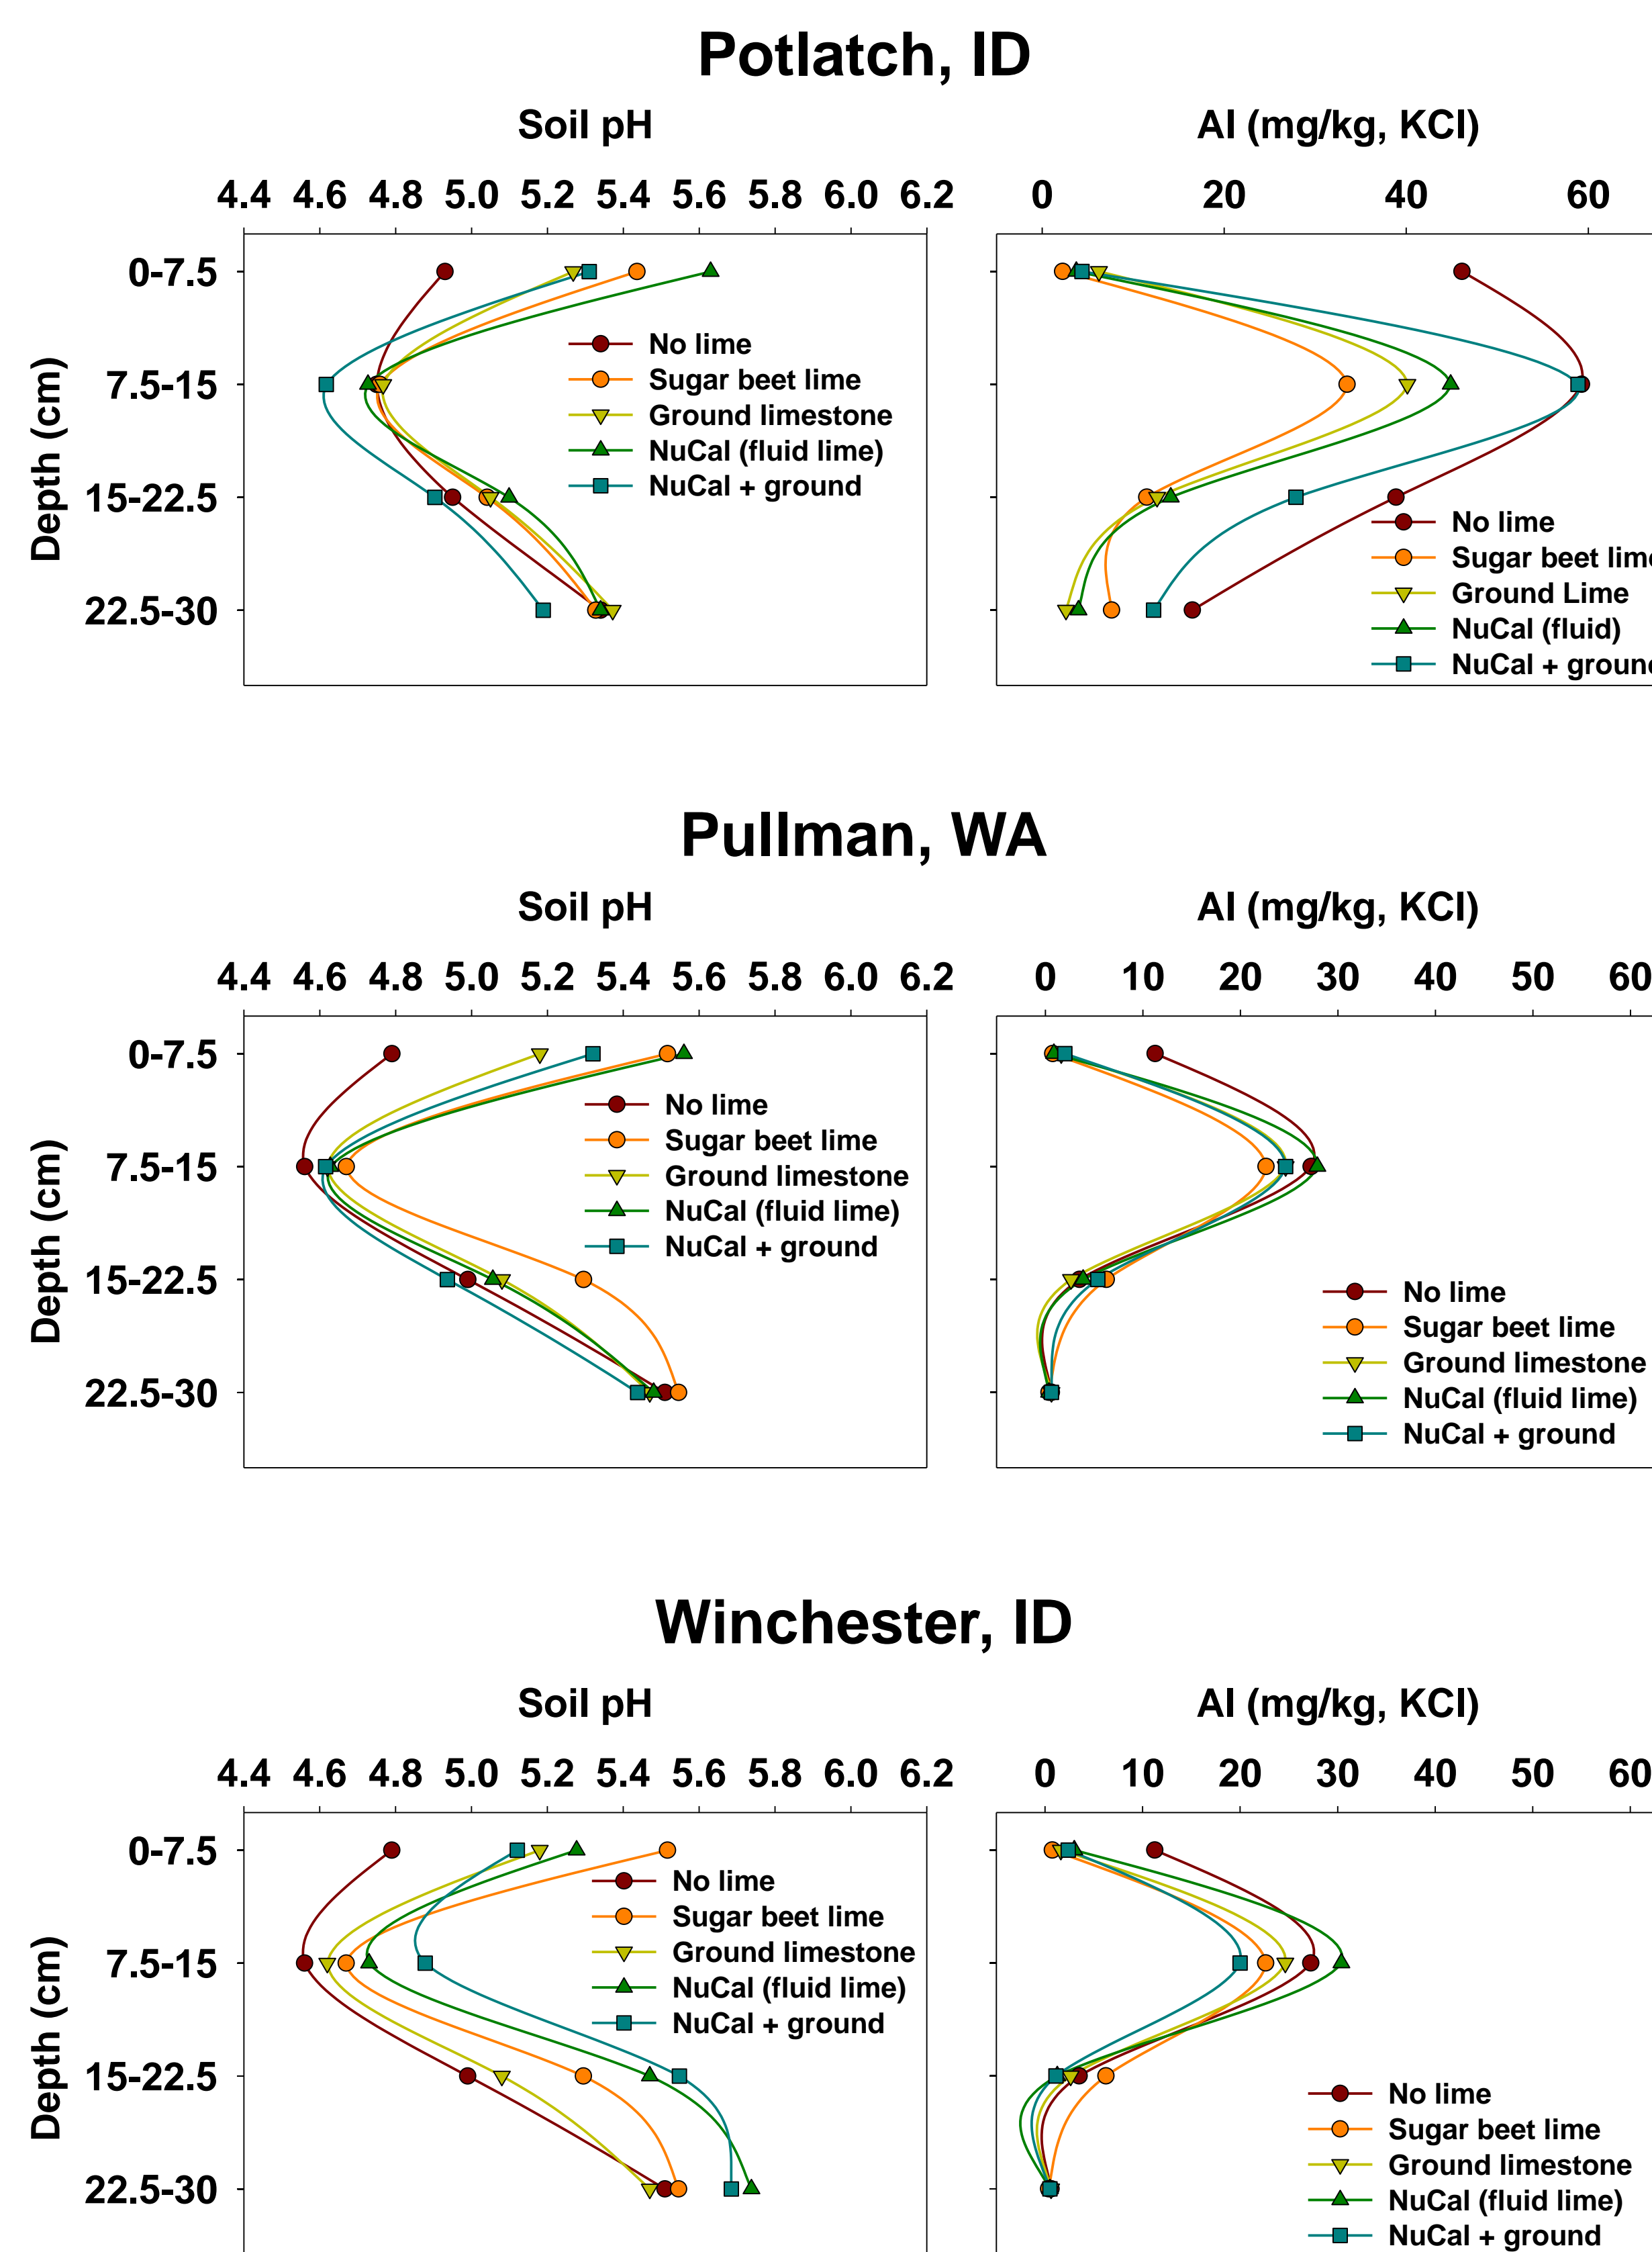 Potlatch, ID
Soil pH
Al (mg/kg, KCl)
4.4 4.6 4.8 5.0 5.2 5.4 5.6 5.8 6.0 6.2
0 20 40 60
Depth (cm)
0-7.5
7.5-15
15-22.5
22.5-30
No lime
Sugar beet lime
Ground limestone
NuCal (fluid lime)
NuCal + ground
No lime
Sugar beet lime
Ground Lime
NuCal (fluid)
NuCal + ground
Pullman, WA
Soil pH
Al (mg/kg, KCl)
4.4 4.6 4.8 5.0 5.2 5.4 5.6 5.8 6.0 6.2
0 10 20 30 40 50 60
Depth (cm)
0-7.5
7.5-15
15-22.5
22.5-30
No lime
Sugar beet lime
Ground limestone
NuCal (fluid lime)
NuCal + ground
No lime
Sugar beet lime
Ground limestone
NuCal (fluid lime)
NuCal + ground
Winchester, ID
Soil pH
Al (mg/kg, KCl)
4.4 4.6 4.8 5.0 5.2 5.4 5.6 5.8 6.0 6.2
0 10 20 30 40 50 60
Depth (cm)
0-7.5
7.5-15
15-22.5
22.5-30
No lime
Sugar beet lime
Ground limestone
NuCal (fluid lime)
NuCal + ground
No lime
Sugar beet lime
Ground limestone
NuCal (fluid lime)
NuCal + ground